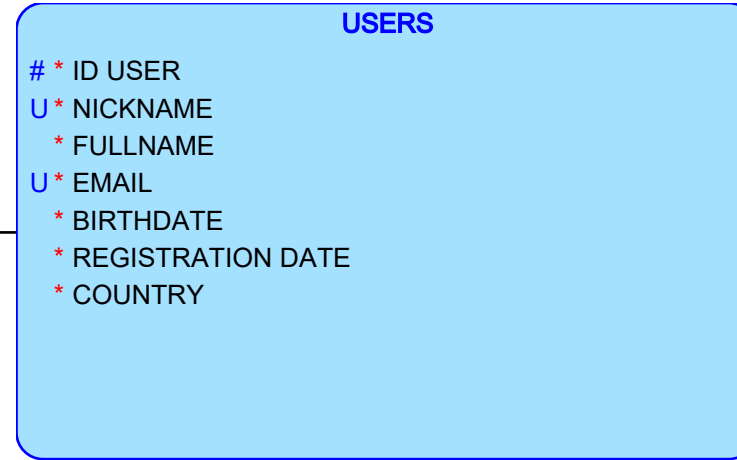 USERS
# * ID USER
U * NICKNAME
* FULLNAME
U * EMAIL
* BIRTHDATE
* REGISTRATION DATE
* COUNTRY